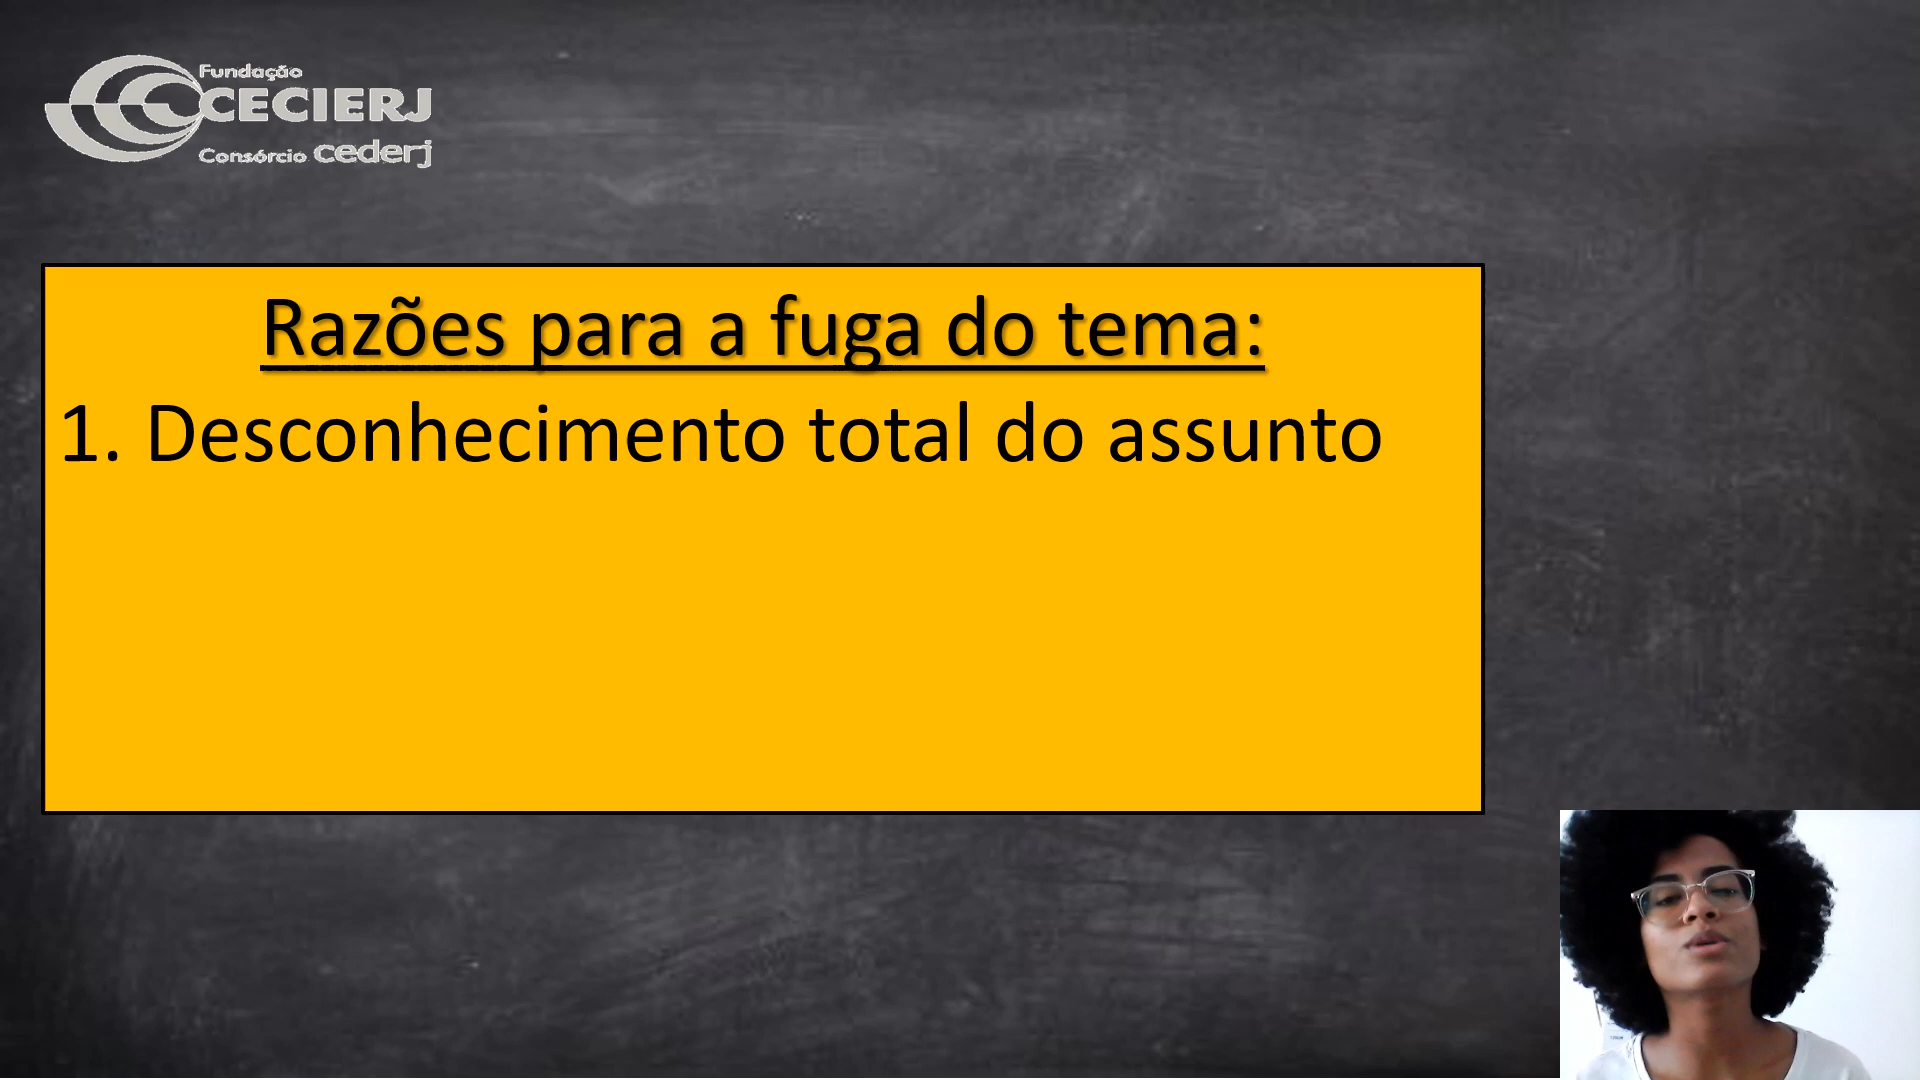 Fundação
CECIERJ
Consórcio cederj
Razões para a fuga do tema:
1. Desconhecimento total do assunto